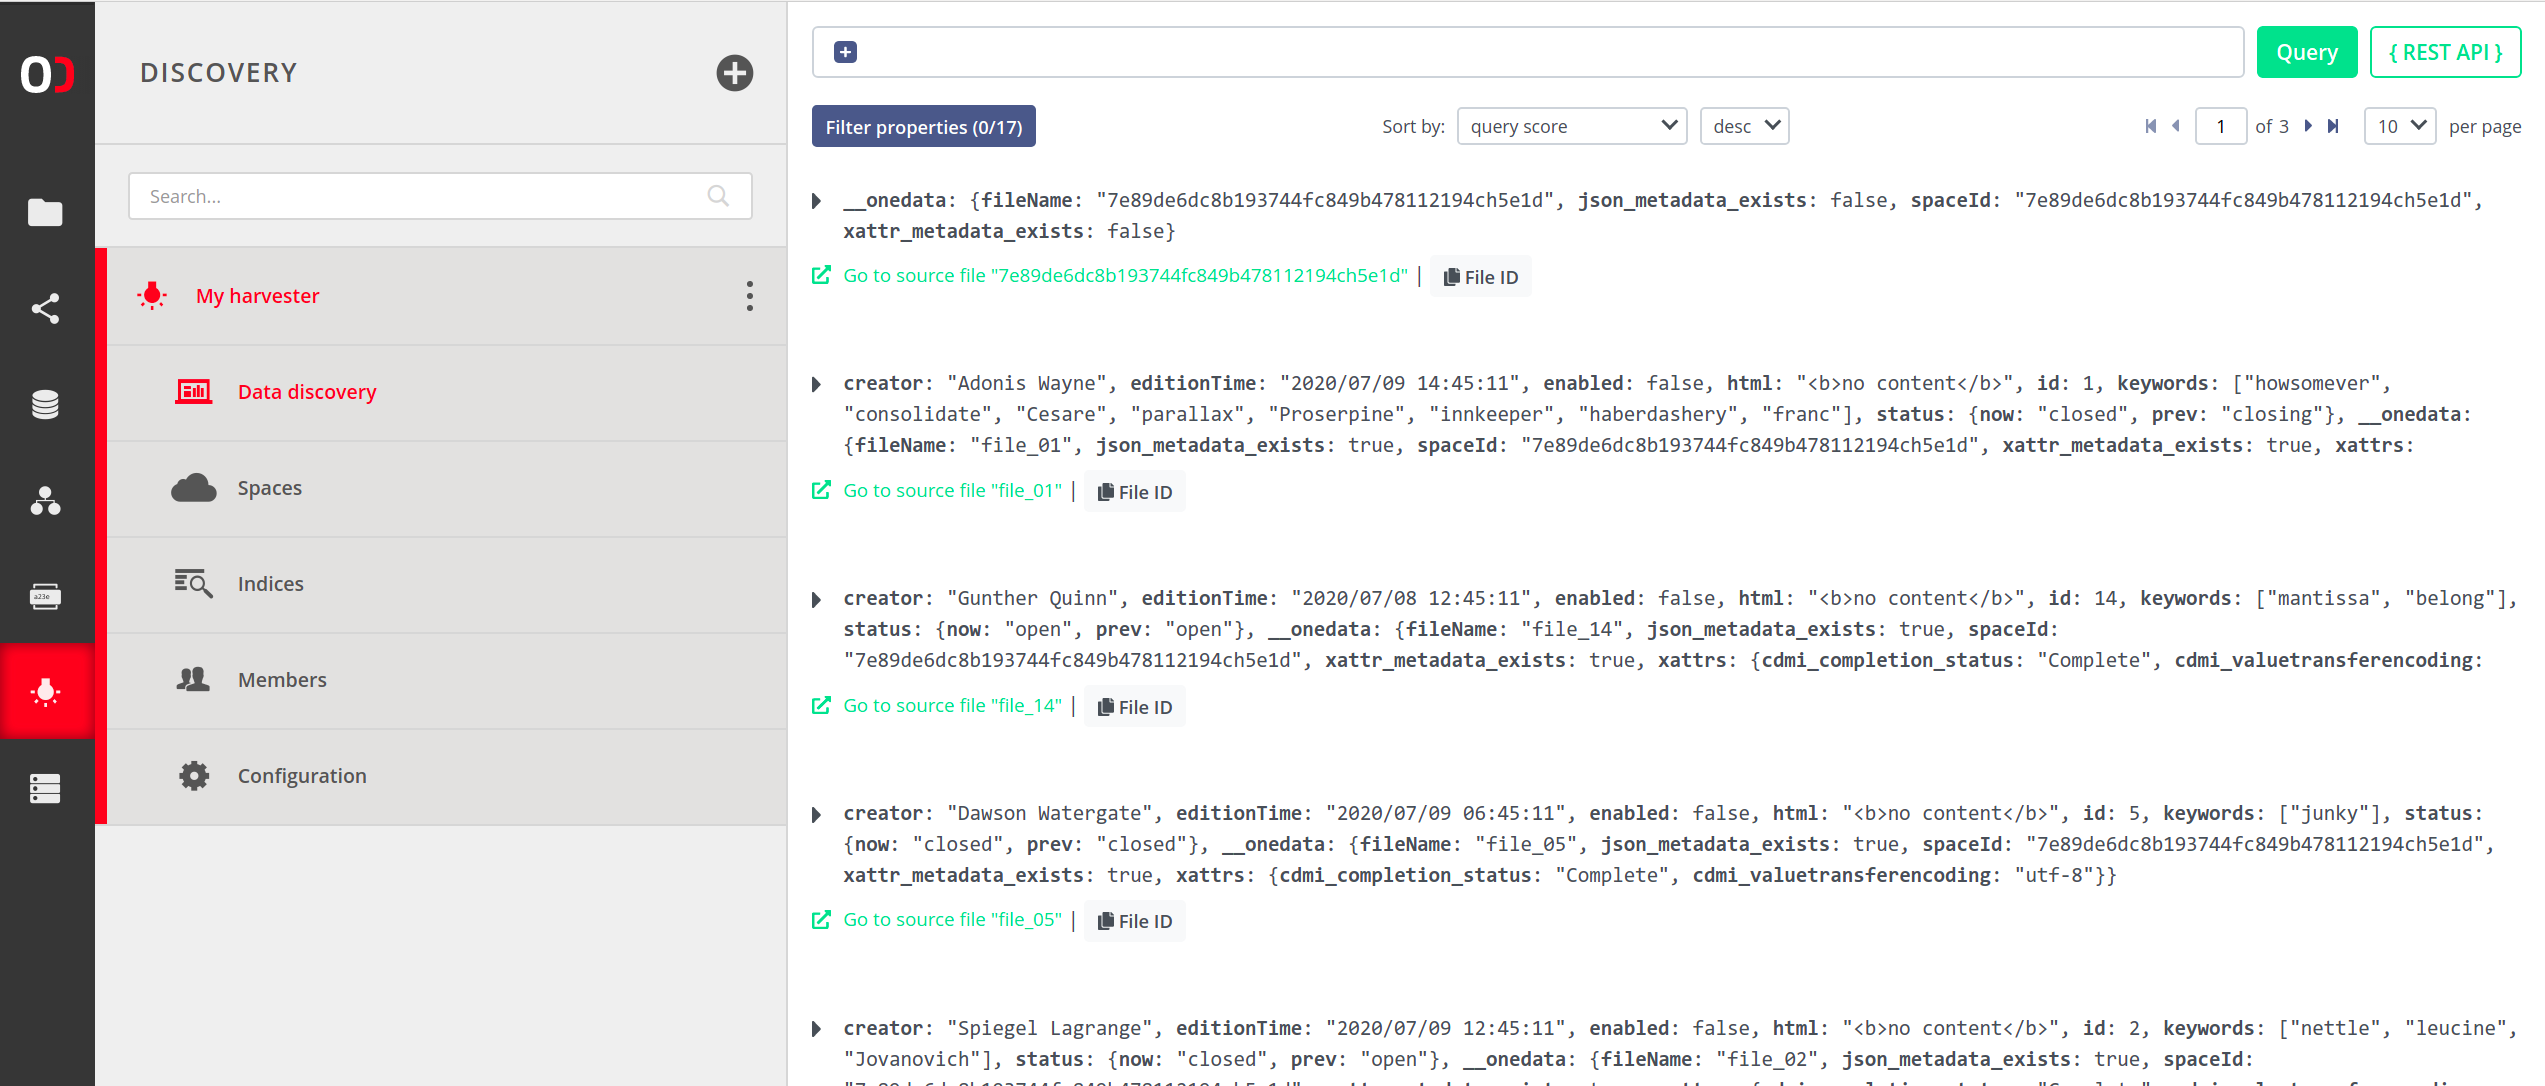 DISCOVERY
Search...
My harvester
Data discovery
Spaces
Indices
Members
Configuration
a23e
Query
{ REST API }
Filter properties (0/17)
Sort by: query score desc
1 of 3 10 per page
__onedata: {fileName: "7e89de6dc8b193744fc849b478112194ch5e1d", json_metadata_exists: false, spaceId: "7e89de6dc8b193744fc849b478112194ch5e1d",
xattr_metadata_exists: false}
Go to source file "7e89de6dc8b193744fc849b478112194ch5e1d" | File ID
creator: "Adonis Wayne", editionTime: "2020/07/09 14:45:11", enabled: false, html: "<b>no content</b>", id: 1, keywords: ["howsomever",
"consolidate", "Cesare", "parallax", "Proserpine", "innkeeper", "haberdashery", "franc"], status: {now: "closed", prev: "closing"}, __onedata:
{fileName: "file_01", json_metadata_exists: true, spaceId: "7e89de6dc8b193744fc849b478112194ch5e1d", xattr_metadata_exists: true, xattrs:
Go to source file "file_01" | File ID
creator: "Gunther Quinn", editionTime: "2020/07/08 12:45:11", enabled: false, html: "<b>no content</b>", id: 14, keywords: ["mantissa", "belong"],
status: {now: "open", prev: "open"}, __onedata: {fileName: "file_14", json_metadata_exists: true, spaceId:
"7e89de6dc8b193744fc849b478112194ch5e1d", xattr_metadata_exists: true, xattrs: {cdmi_completion_status: "Complete", cdmi_valuetransferencoding:
Go to source file "file_14" | File ID
creator: "Dawson Watergate", editionTime: "2020/07/09 06:45:11", enabled: false, html: "<b>no content</b>", id: 5, keywords: ["junky"], status:
{now: "closed", prev: "closed"}, __onedata: {fileName: "file_05", json_metadata_exists: true, spaceId: "7e89de6dc8b193744fc849b478112194ch5e1d",
xattr_metadata_exists: true, xattrs: {cdmi_completion_status: "Complete", cdmi_valuetransferencoding: "utf-8"}}
Go to source file "file_05" | File ID
creator: "Spiegel Lagrange", editionTime: "2020/07/09 12:45:11", enabled: false, html: "<b>no content</b>", id: 2, keywords: ["nettle", "leucine",
"Jovanovich"], status: {now: "closed", prev: "open"}, __onedata: {fileName: "file_02", json_metadata_exists: true, spaceId: